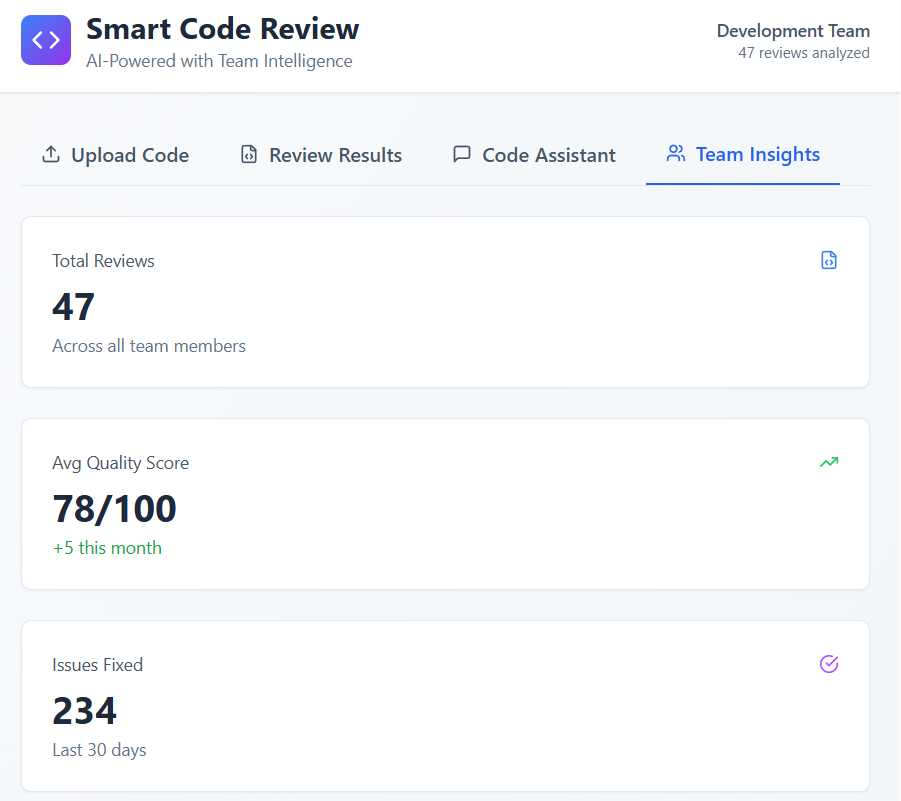 Smart Code Review
AI-Powered with Team Intelligence
Development Team
47 reviews analyzed
Upload Code
Review Results
Code Assistant
Team Insights
Total Reviews
47
Across all team members
Avg Quality Score
78/100
+5 this month
Issues Fixed
234
Last 30 days